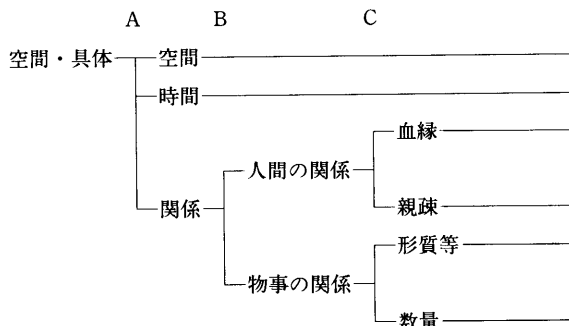 A B C
空間・具体 空間
時間
血縁
人間の関係
関係 親疎
形質等
物事の関係
数量